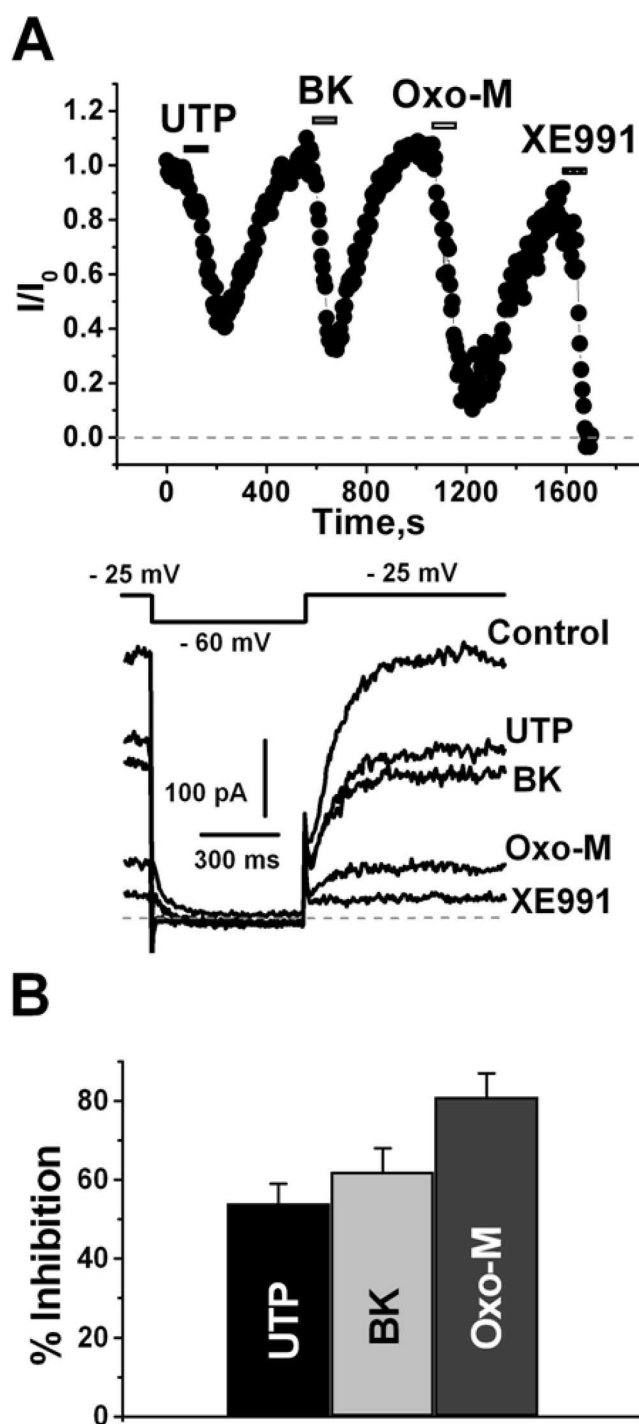 A
UTP
BK
Oxo-M
XE991
1.2
1.0
0.8
0.6
0.4
0.2
0.0
I/I0
0
400
800
1200
1600
Time,s
- 25 mV
- 25 mV
- 60 mV
Control
UTP
BK
100 pA
300 ms
Oxo-M
XE991
B
80
60
40
20
0
% Inhibition
UTP
BK
Oxo-M